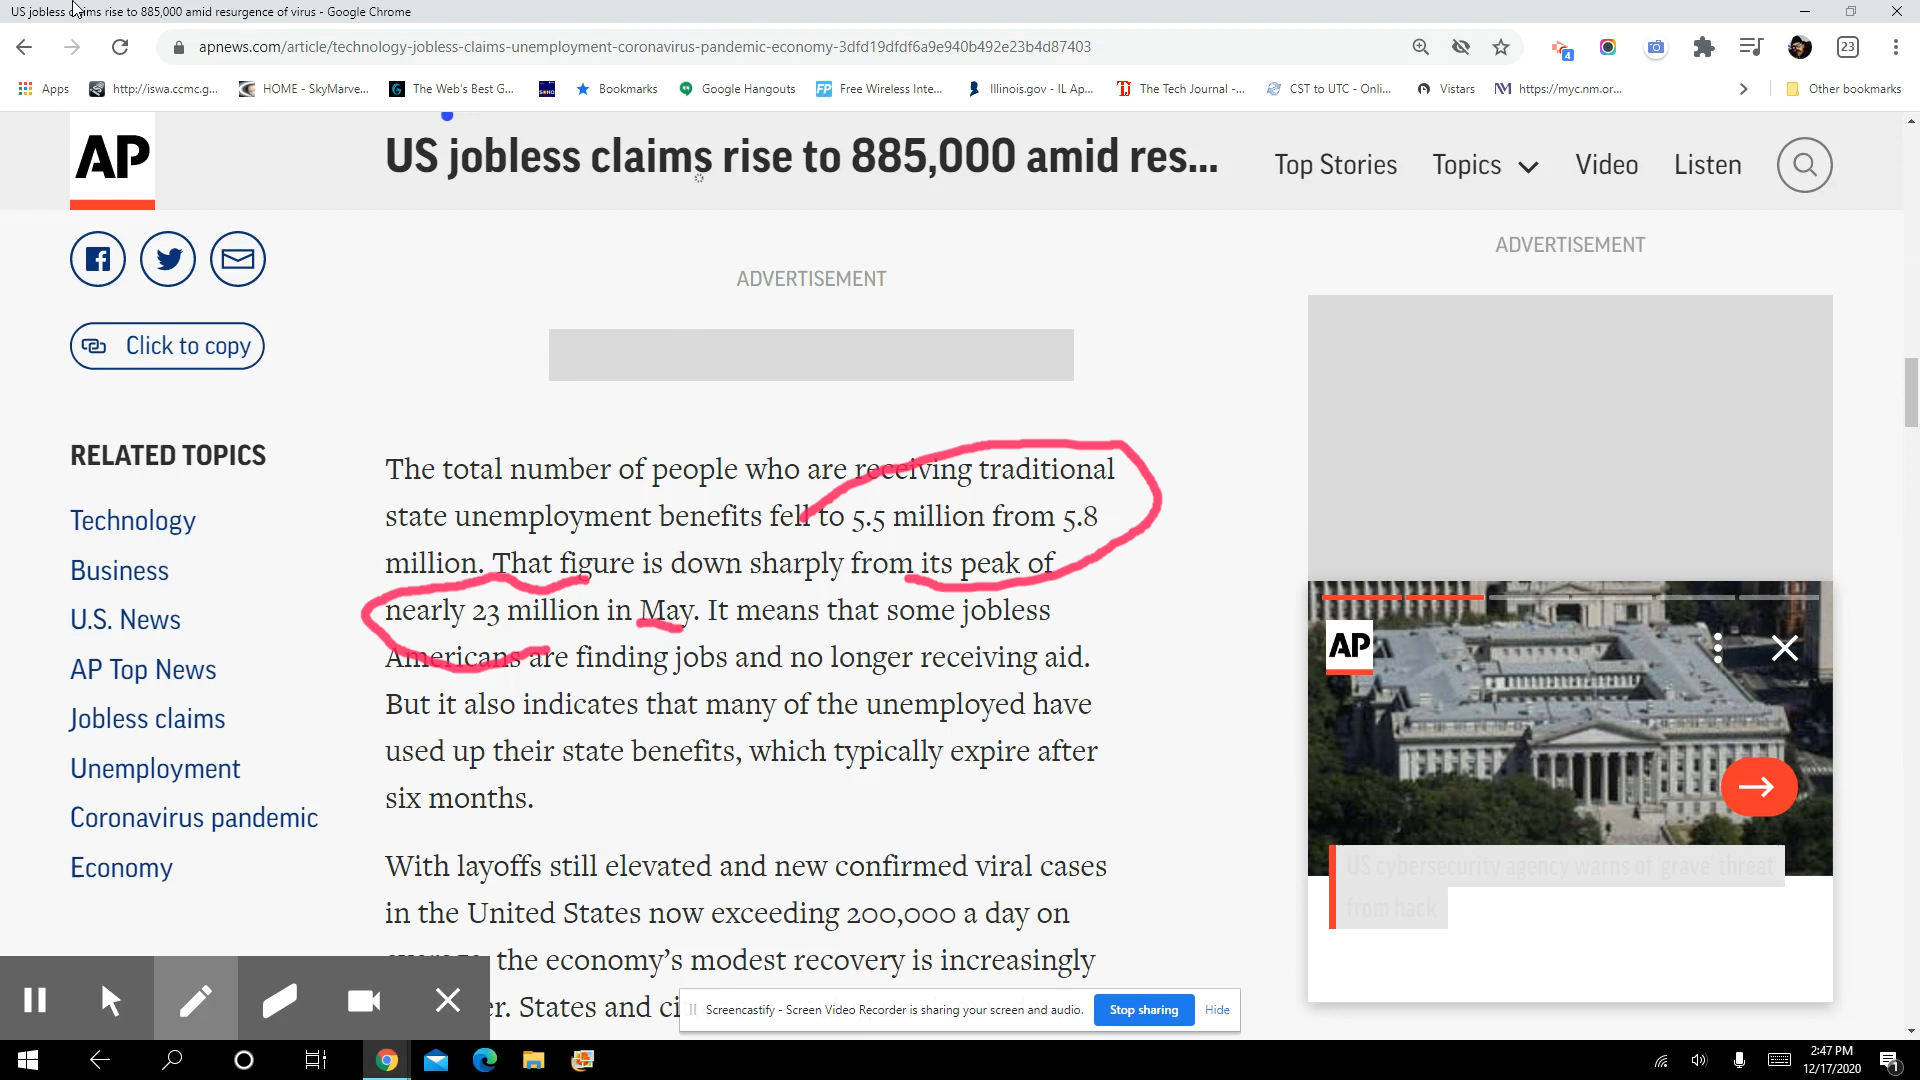 US jobless claims rise to 885,000 amid resurgence of virus - Google Chrome
apnews.com/article/technology-jobless-claims-unemployment-coronavirus-pandemic-economy-3dfd19dfdf6a9e940b492e23b4d87403
4
23
Apps
http://iswa.ccmc.g...
HOME - SkyMarve...
The Web's Best G...
Bookmarks
Google Hangouts
FP
Free Wireless Inte...
Illinois.gov - IL Ap...
The Tech Journal -...
CST to UTC - Onli...
Vistars
https://myc.nm.or...
Other bookmarks
AP
US jobless claims rise to 885,000 amid res...
Top Stories
Topics
Video
Listen
ADVERTISEMENT
ADVERTISEMENT
Click to copy
RELATED TOPICS
Technology
Business
U.S. News
AP Top News
Jobless claims
Unemployment
Coronavirus pandemic
Economy
The total number of people who are receiving traditional
state unemployment benefits fell to 5.5 million from 5.8
million. That figure is down sharply from its peak of
nearly 23 million in May. It means that some jobless
Americans are finding jobs and no longer receiving aid.
But it also indicates that many of the unemployed have
used up their state benefits, which typically expire after
six months.
With layoffs still elevated and new confirmed viral cases
in the United States now exceeding 200,000 a day on
the economy's modest recovery is increasingly
States and
AP
US cybersecurity agency warns of 'grave' threat
from hack
Screencastify - Screen Video Recorder is sharing your screen and audio.
Stop sharing
Hide
2:47 PM
12/17/2020
1